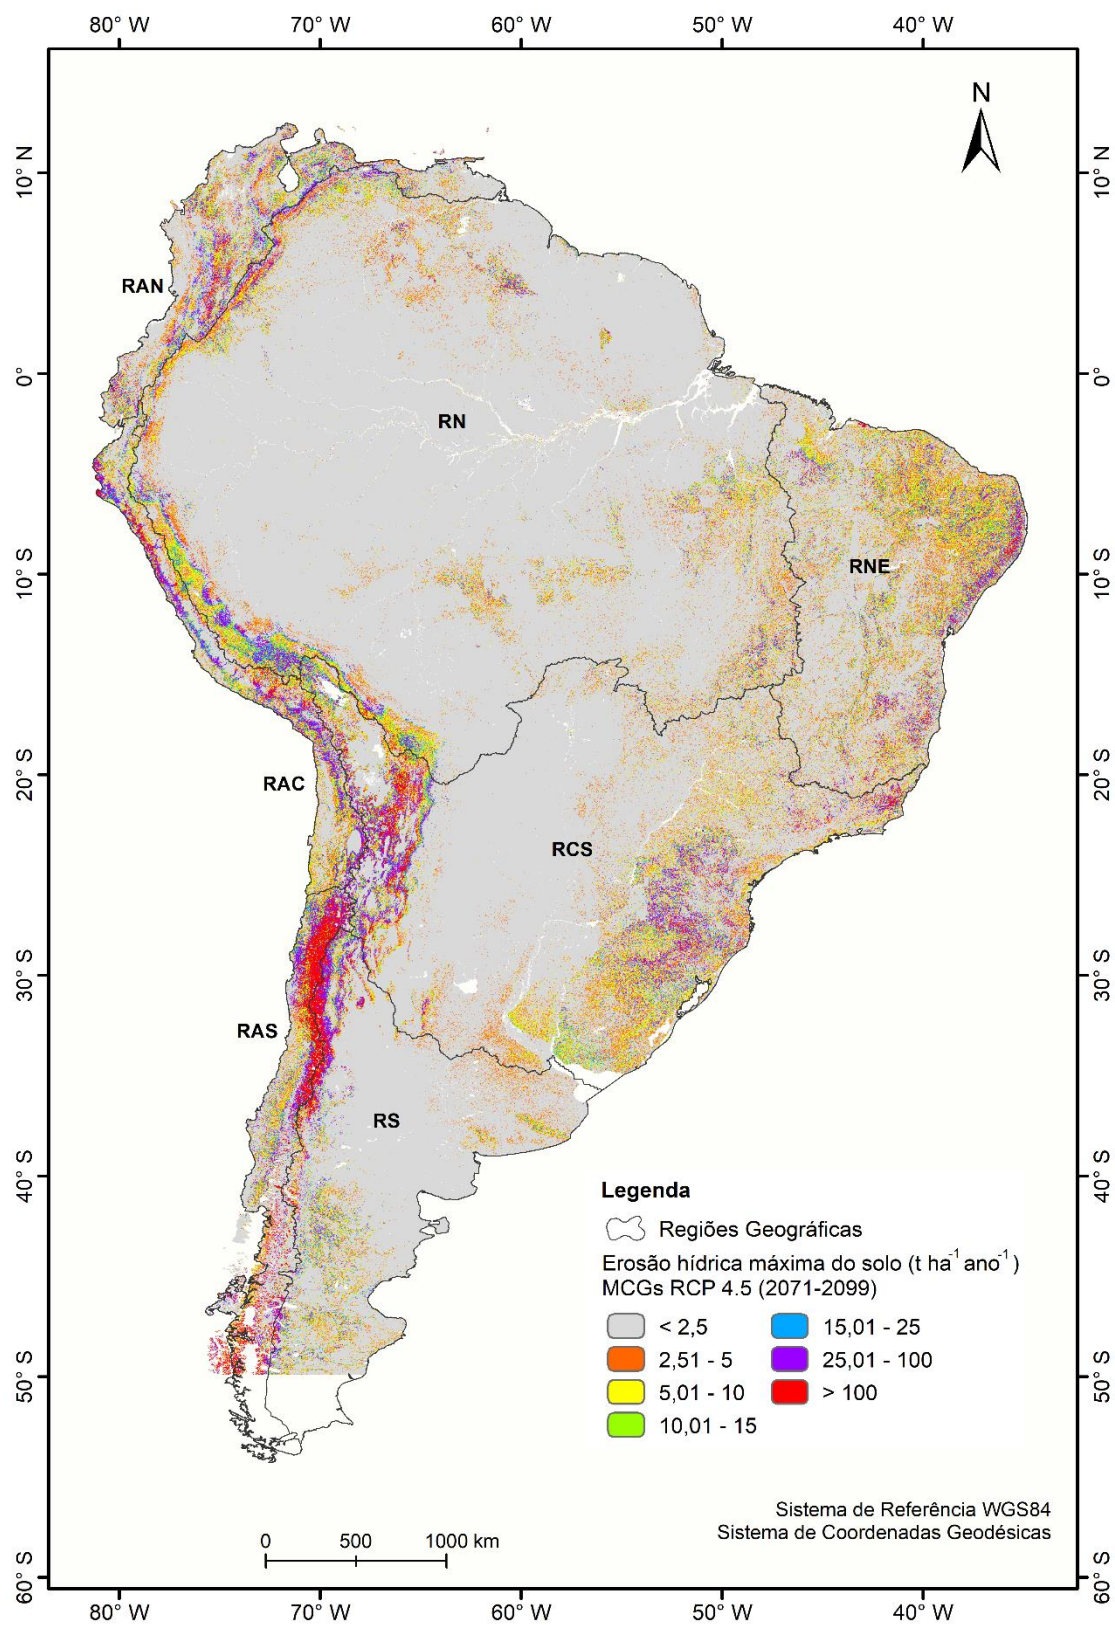 80° W 70° W 60° W 50° W 40° W
N
10° N 10° N
RAN
0° 0°
RN
RNE
10° S 10° S
RAC
20° S 20° S
RCS
30° S 30° S
RAS
RS
40° S 40° S
Legenda
Regiões Geográficas
Erosão hídrica máxima do solo (t ha⁻¹ ano⁻¹)
MCGs RCP 4.5 (2071-2099)
< 2,5 15,01 - 25
2,51 - 5 25,01 - 100
5,01 - 10 > 100
10,01 - 15
50° S 50° S
Sistema de Referência WGS84
Sistema de Coordenadas Geodésicas
0 500 1000 km
60° S 60° S
80° W 70° W 60° W 50° W 40° W